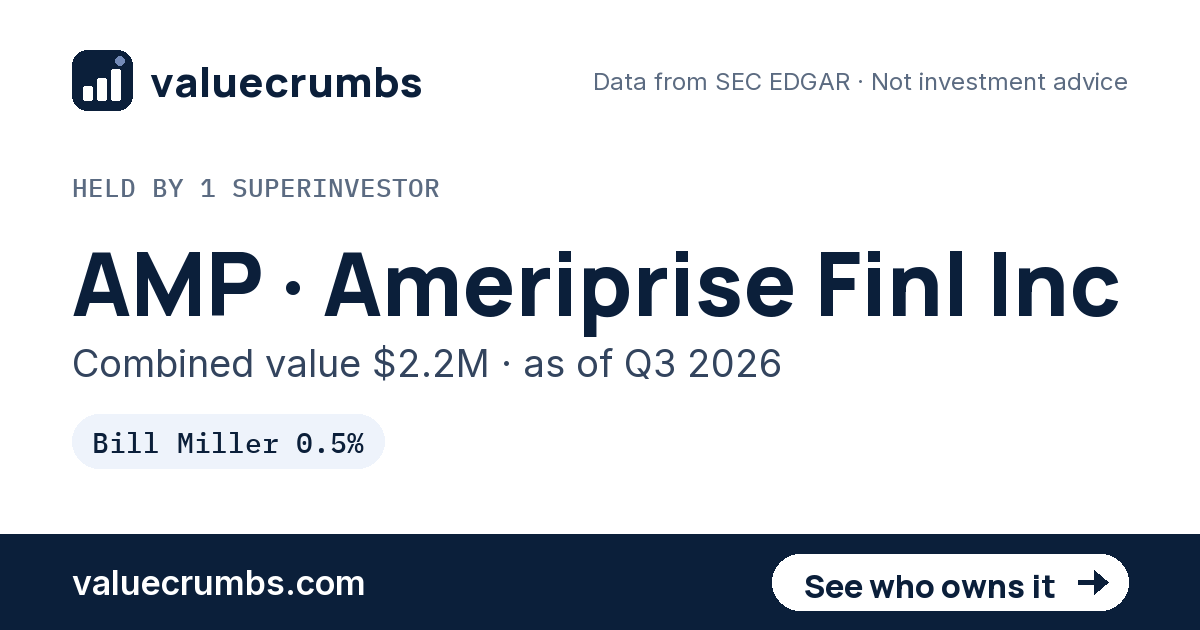 valuecrumbs
Data from SEC EDGAR · Not investment advice
HELD BY 1 SUPERINVESTOR
AMP · Ameriprise Finl Inc
Combined value $2.2M · as of Q3 2026
Bill Miller 0.5%
valuecrumbs.com
See who owns it →